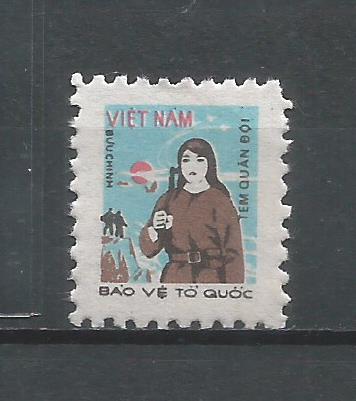 VIỆT NAM
BƯU CHÍNH
TEM QUÂN ĐỘI
BẢO VỆ TỔ QUỐC